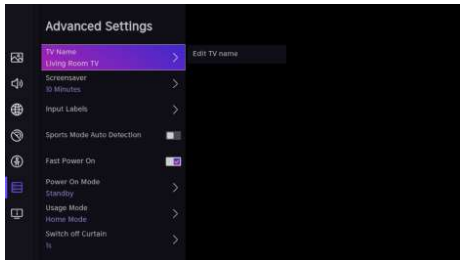 Advanced Settings
TV Name
Living Room TV
Edit TV name
Screensaver
10 Minutes
Input Labels
Sports Mode Auto Detection
Fast Power On
Power On Mode
Standby
Usage Mode
Home Mode
Switch off Curtain